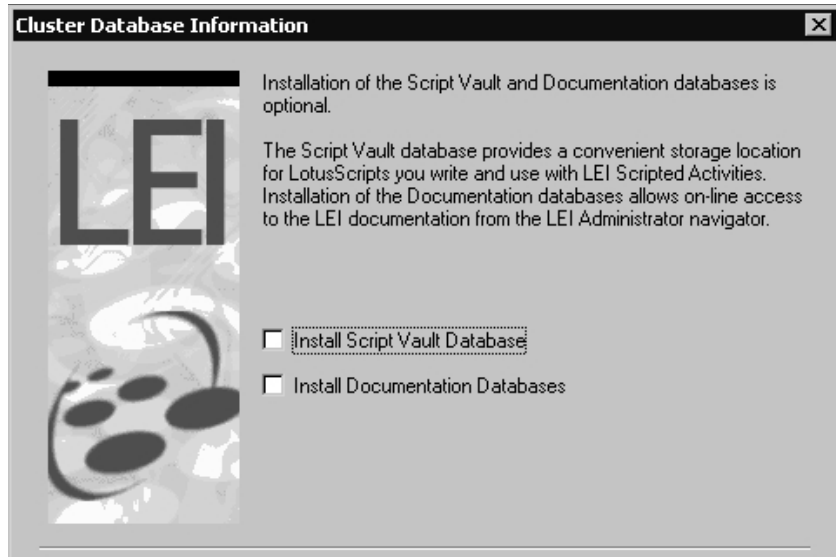 Cluster Database Information
LEI
Installation of the Script Vault and Documentation databases is
optional.
The Script Vault database provides a convenient storage location
for LotusScripts you write and use with LEI Scripted Activities.
Installation of the Documentation databases allows on-line access
to the LEI documentation from the LEI Administrator navigator.
Install Script Vault Database
Install Documentation Databases